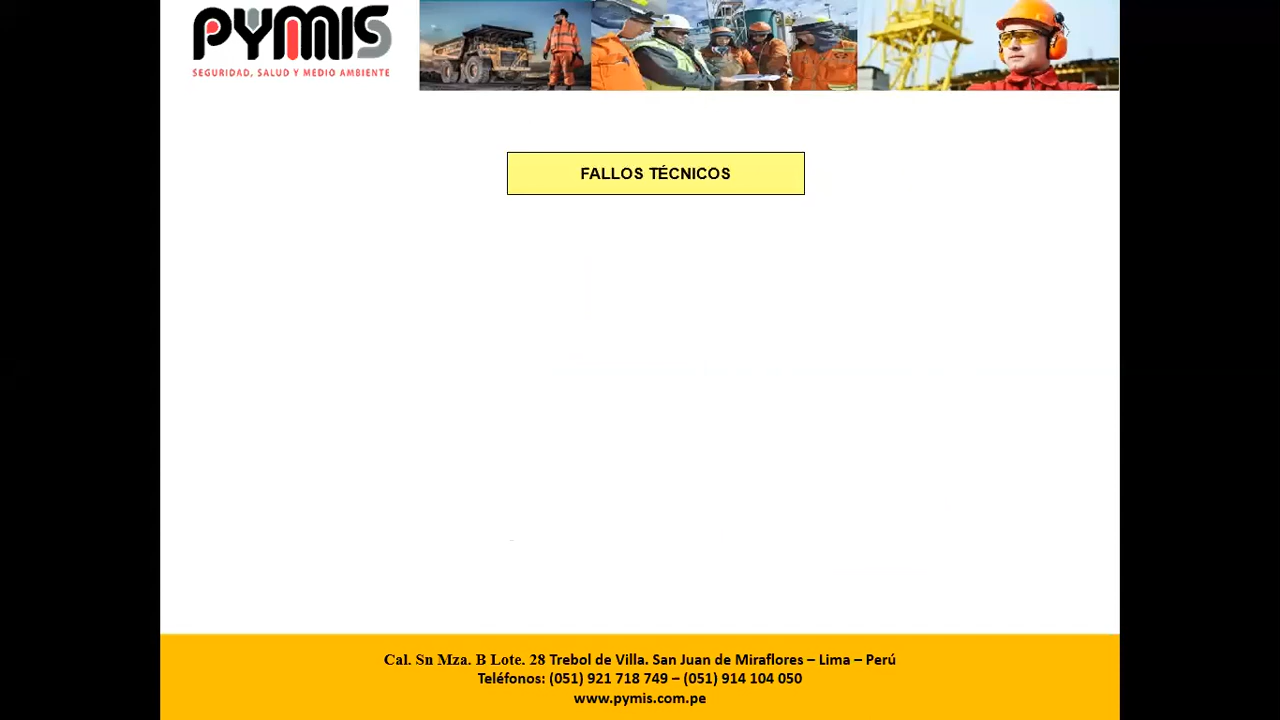 PYMIS
SEGURIDAD, SALUD Y MEDIO AMBIENTE
FALLOS TÉCNICOS
Cal. Sn Mza. B Lote. 28 Trebol de Villa. San Juan de Miraflores – Lima – Perú
Teléfonos: (051) 921 718 749 – (051) 914 104 050
www.pymis.com.pe